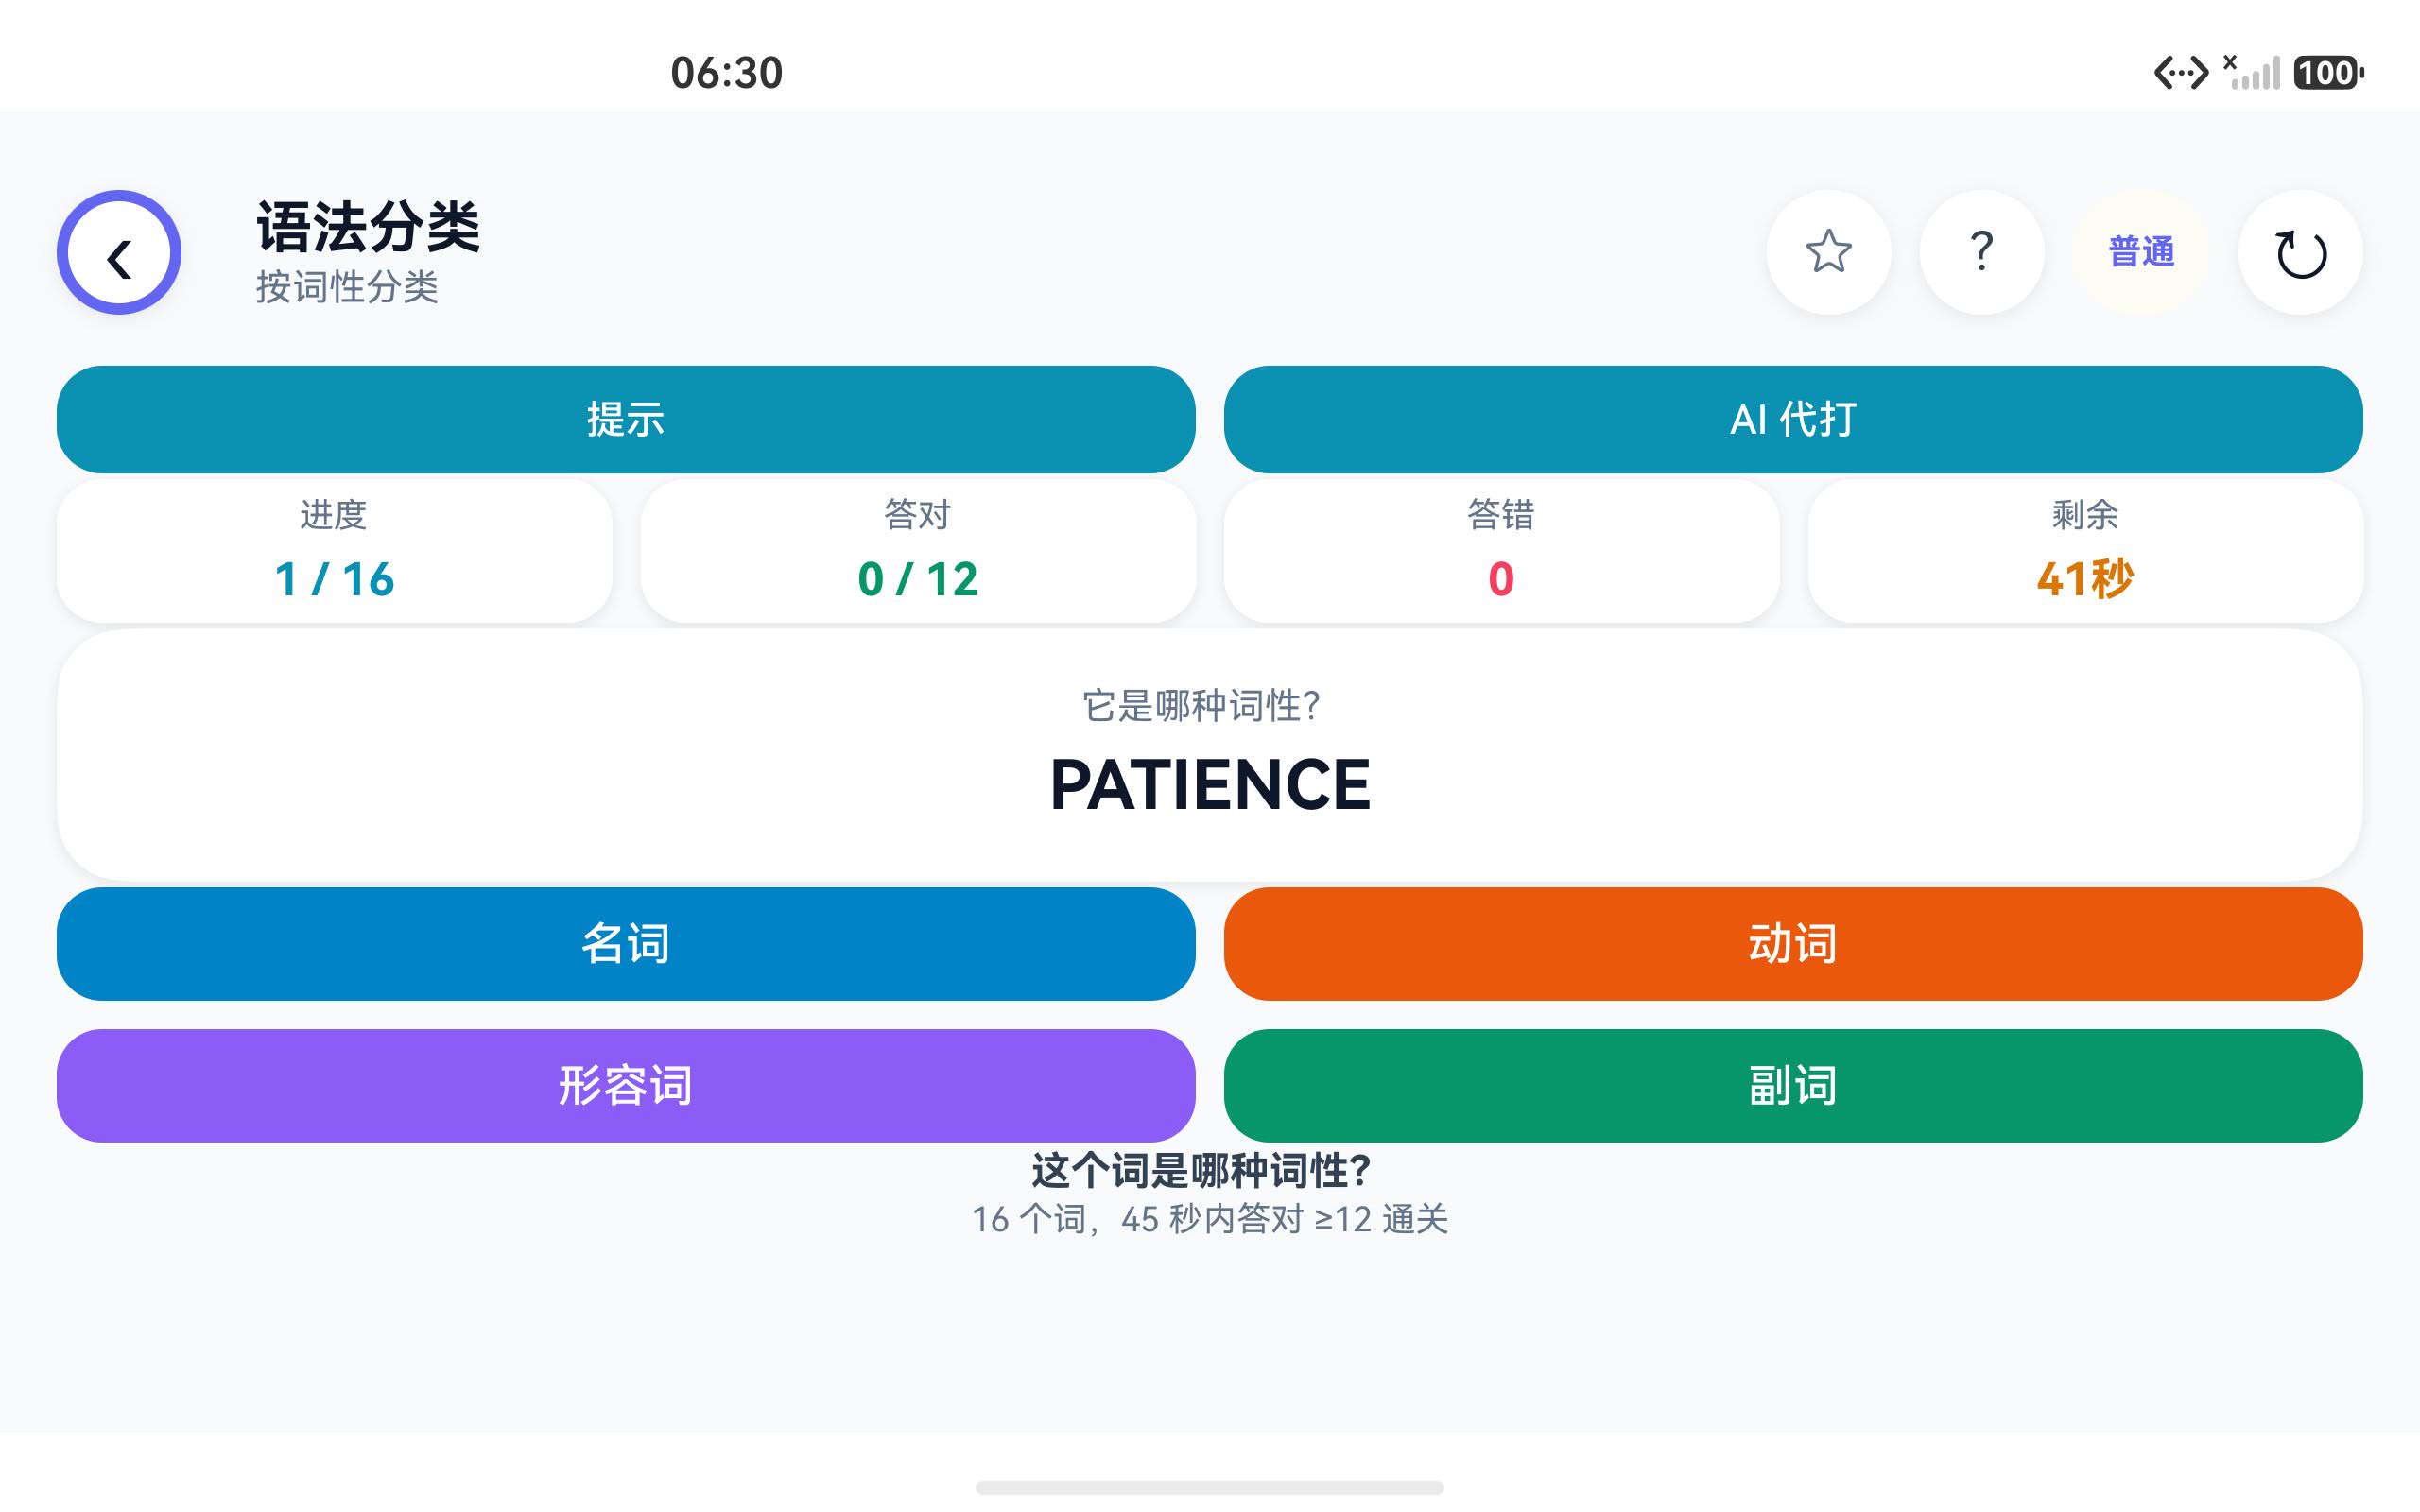 06:30
100
语法分类
按词性分类
?
普通
提示
AI 代打
进度
答对
答错
剩余
1 / 16
0 / 12
0
41秒
它是哪种词性?
PATIENCE
名词
动词
形容词
副词
这个词是哪种词性?
16 个词，45 秒内答对 ≥12 通关